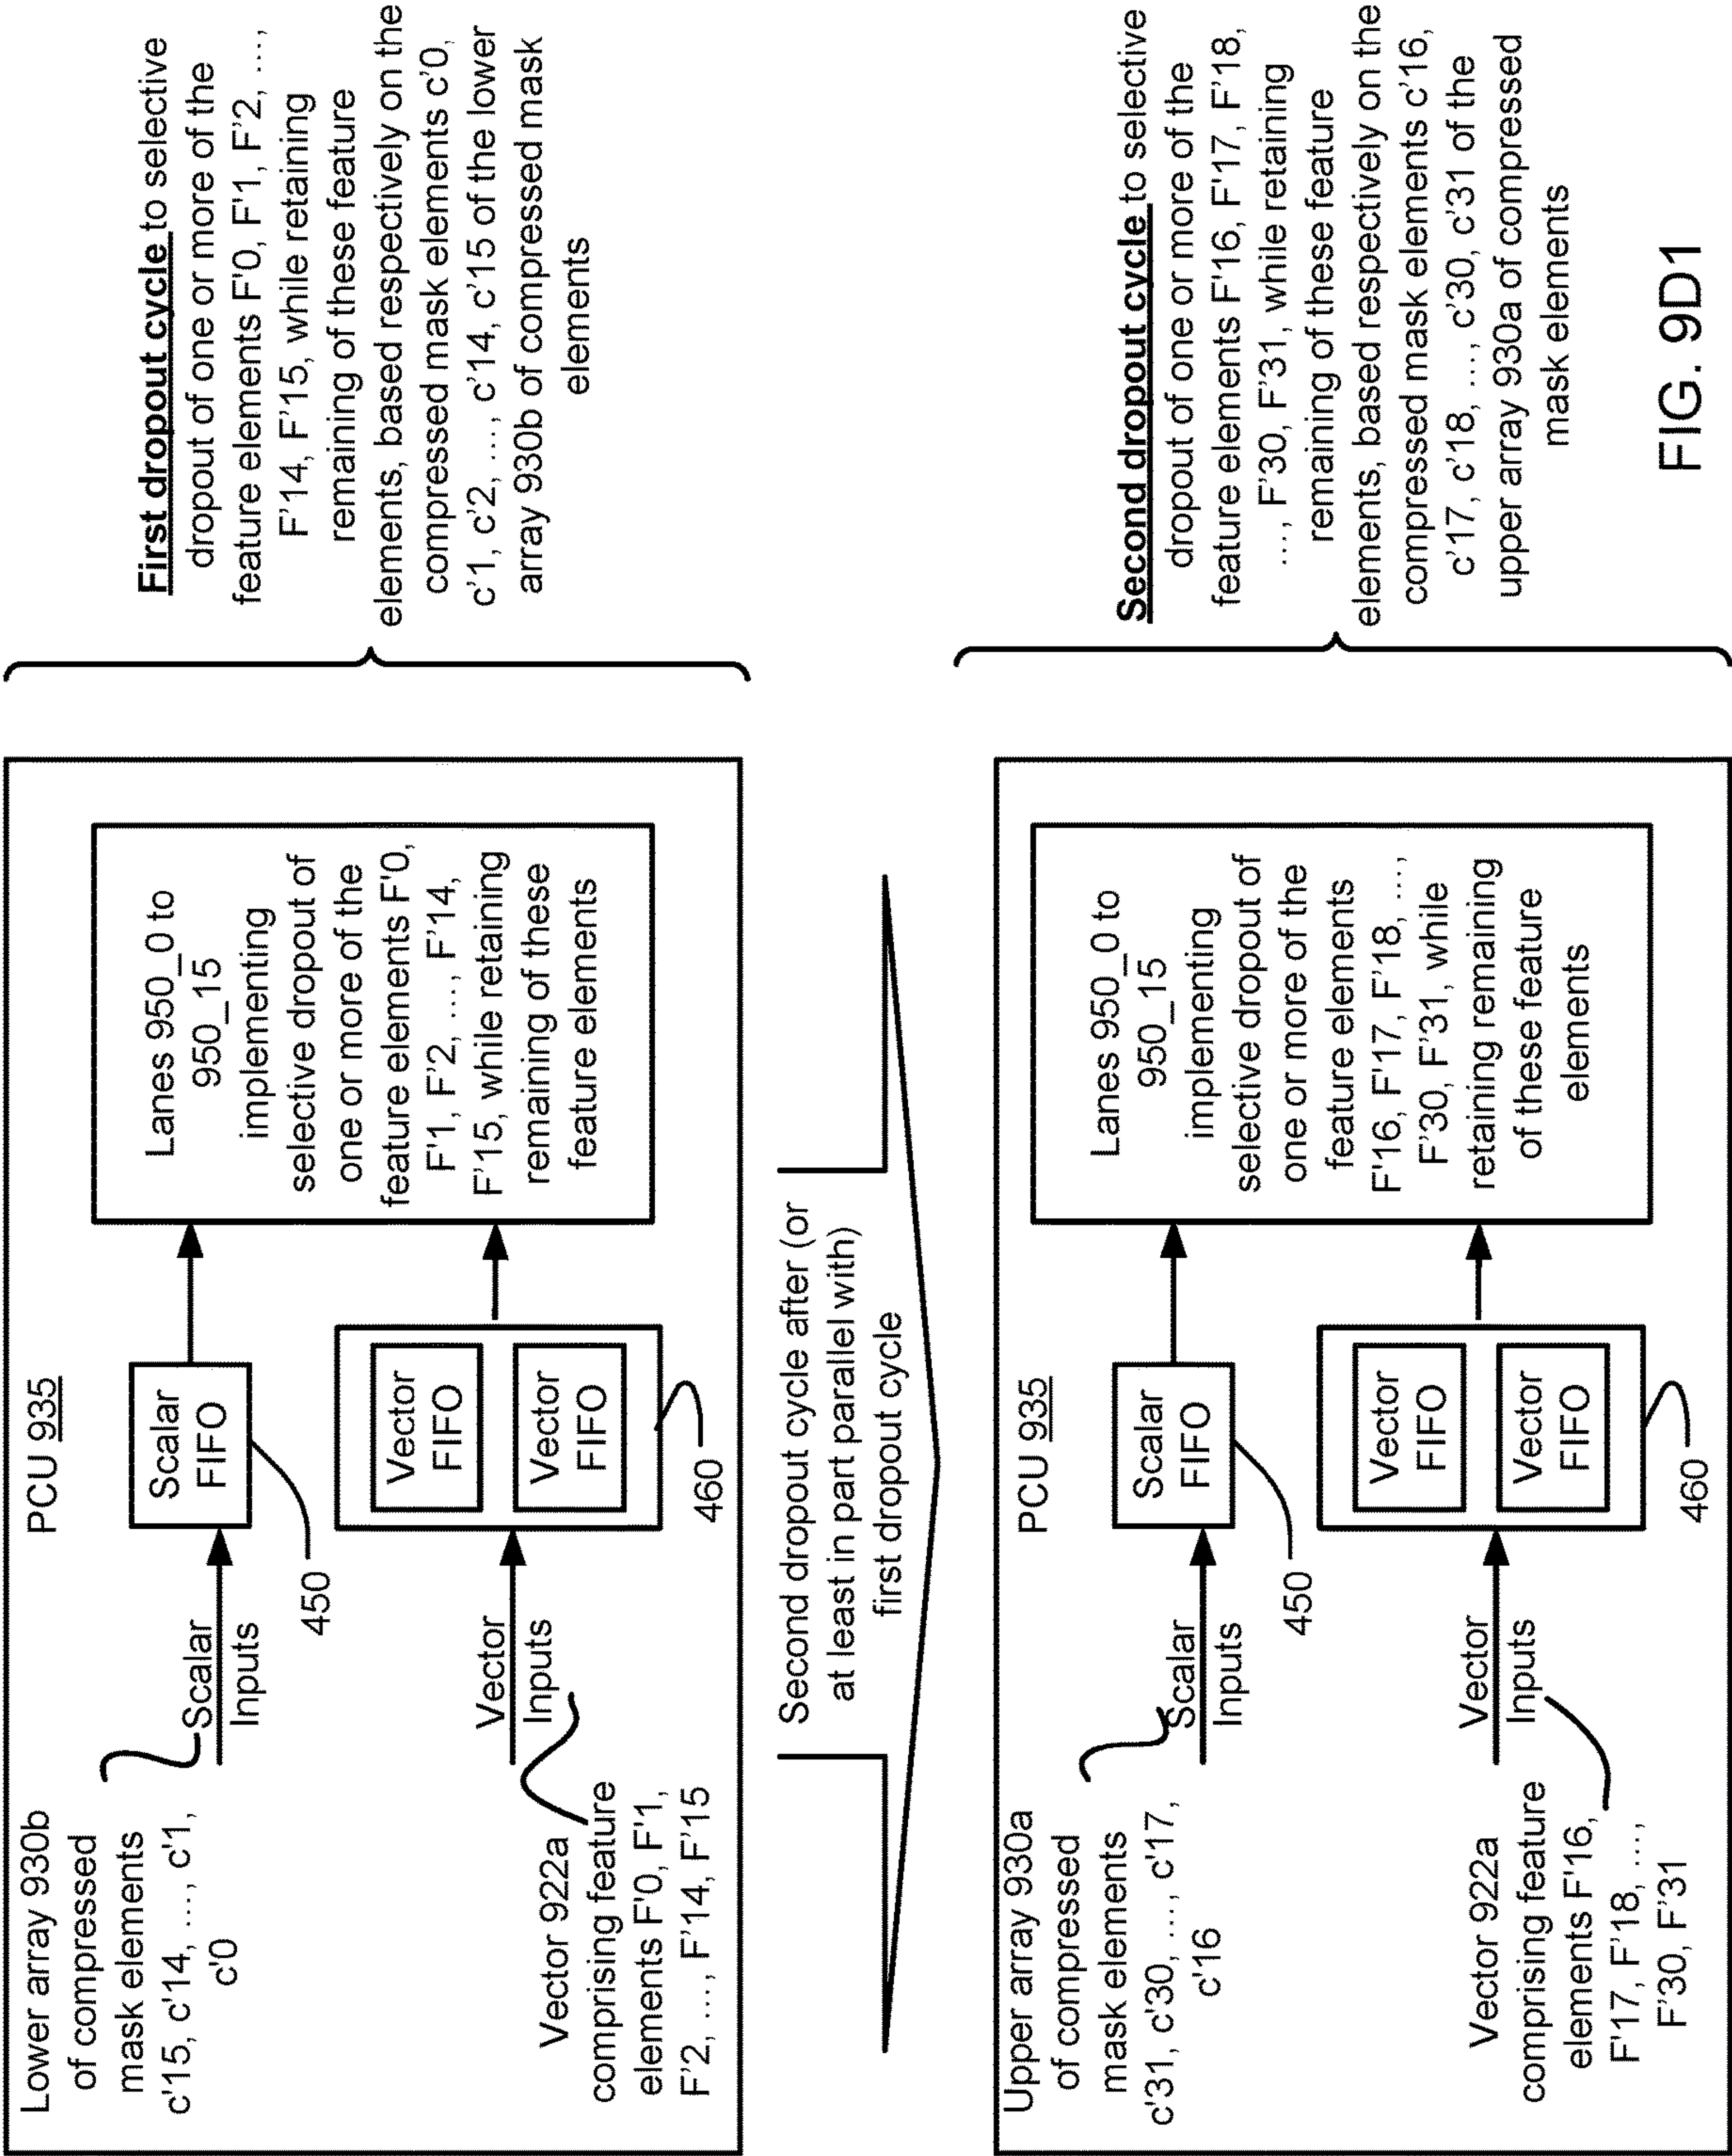 PCU 935
Lower array 930b
of compressed
mask elements
c'15, c'14, …, c'1,
c'0
Scalar
Inputs
Scalar
FIFO
450
Vector 922a
comprising feature
elements F'0, F'1,
F'2, …, F'14, F'15
Vector
Inputs
Vector
FIFO
Vector
FIFO
460
Lanes 950_0 to
950_15
implementing
selective dropout of
one or more of the
feature elements F'0,
F'1, F'2, …, F'14,
F'15, while retaining
remaining of these
feature elements
First dropout cycle to selective
dropout of one or more of the
feature elements F'0, F'1, F'2, …,
F'14, F'15, while retaining
remaining of these feature
elements, based respectively on the
compressed mask elements c'0,
c'1, c'2, …, c'14, c'15 of the lower
array 930b of compressed mask
elements
Second dropout cycle after (or
at least in part parallel with)
first dropout cycle
PCU 935
Upper array 930a
of compressed
mask elements
c'31, c'30, …, c'17,
c'16
Scalar
Inputs
Scalar
FIFO
450
Vector 922a
comprising feature
elements F'16,
F'17, F'18, …,
F'30, F'31
Vector
Inputs
Vector
FIFO
Vector
FIFO
460
Lanes 950_0 to
950_15
implementing
selective dropout of
one or more of the
feature elements
F'16, F'17, F'18, …,
F'30, F'31, while
retaining remaining
of these feature
elements
Second dropout cycle to selective
dropout of one or more of the
feature elements F'16, F'17, F'18,
…, F'30, F'31, while retaining
remaining of these feature
elements, based respectively on the
compressed mask elements c'16,
c'17, c'18, …, c'30, c'31 of the
upper array 930a of compressed
mask elements
FIG. 9D1